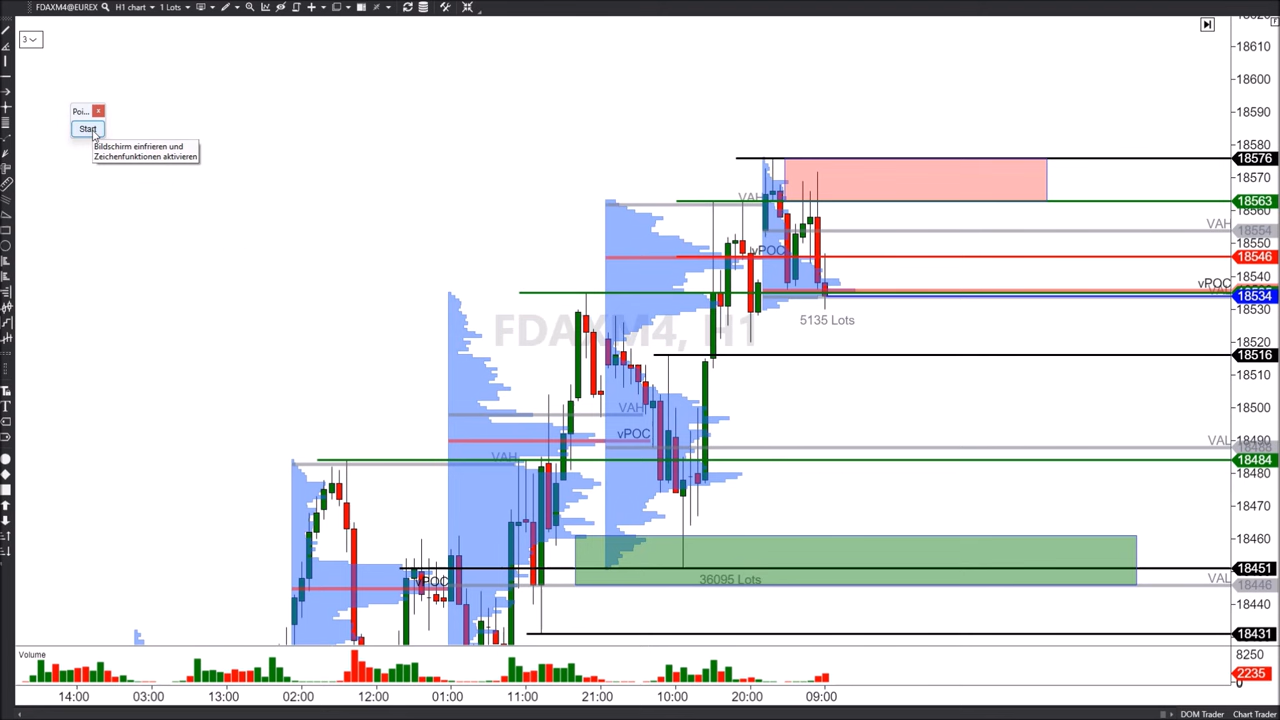 FDAXM4@EUREX H1 chart 1 Lots
3
Poi...
Start
Bildschirm einfrieren und
Zeichenfunktionen aktivieren
18610
18600
18590
18580
18576
18570
VAH
18563
18560
VAH
18554
18550
vPOC
18546
18540
vPOC
18534
18530
5135 Lots
FDAXM4, H1
18520
18516
18510
VAH
18500
vPOC
18490
VAL
VAH
18484
18480
18470
18460
18451
vPOC
36095 Lots
VAL
18446
18440
18431
Volume
8250
2235
0
14:00 03:00 13:00 02:00 12:00 01:00 11:00 21:00 10:00 20:00 09:00
DOM Trader Chart Trader